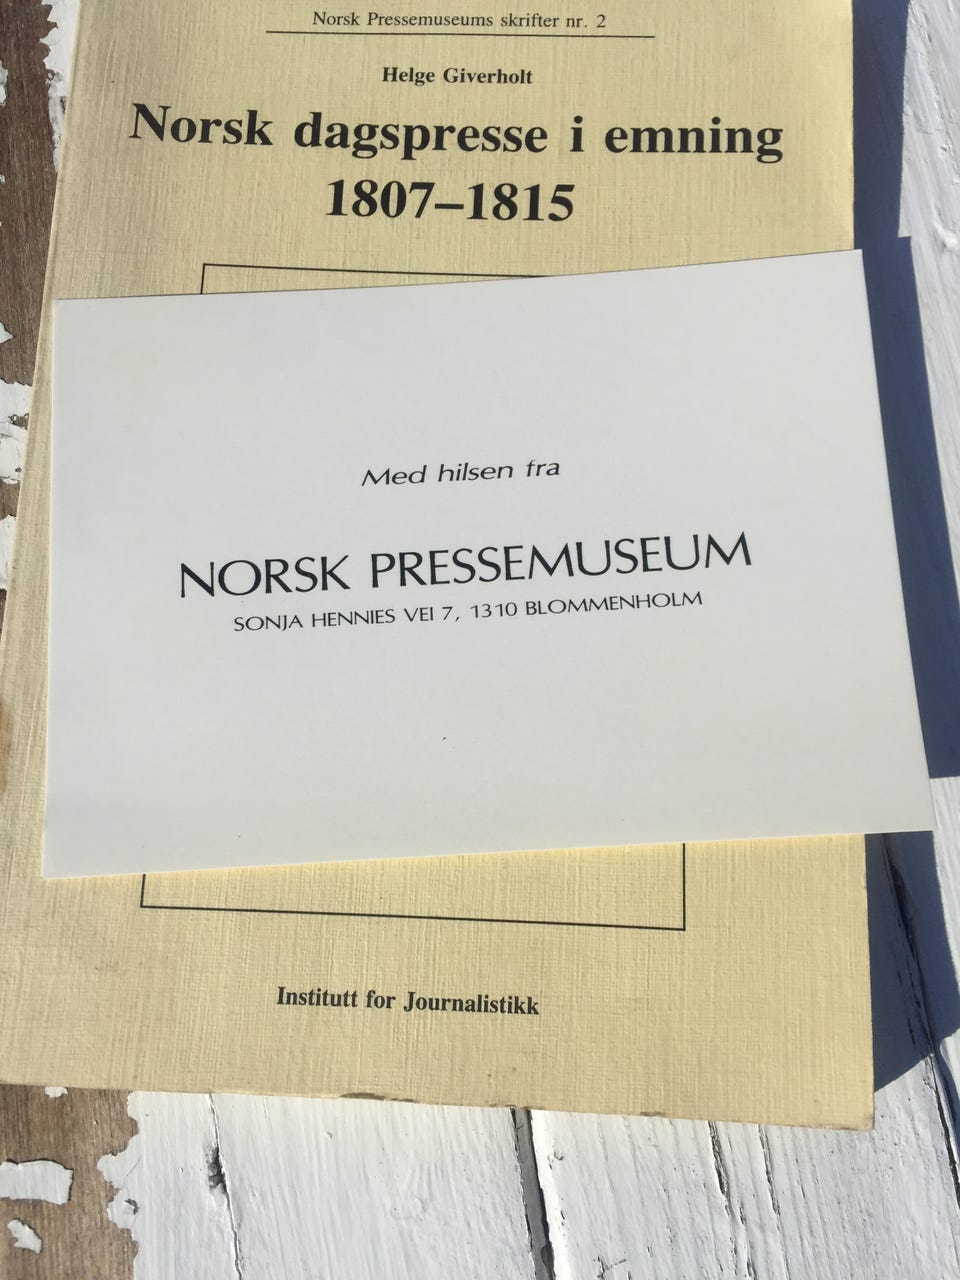 Norsk Pressemuseums skrifter nr. 2
Helge Giverholt
Norsk dagspresse i emning
1807–1815
Med hilsen fra
NORSK PRESSEMUSEUM
SONJA HENNIES VEI 7, 1310 BLOMMENHOLM
Institutt for Journalistikk